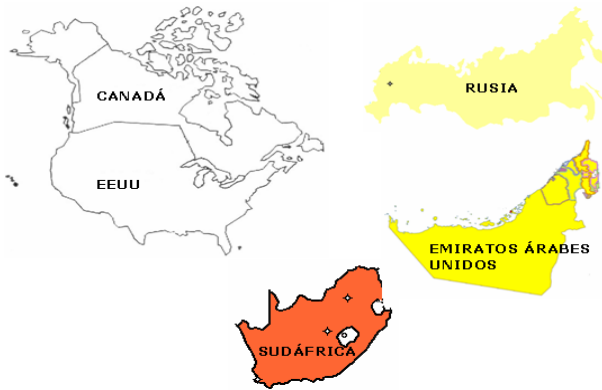 CANADÁ
RUSIA
EEUU
EMIRATOS ÁRABES
UNIDOS
SUDÁFRICA